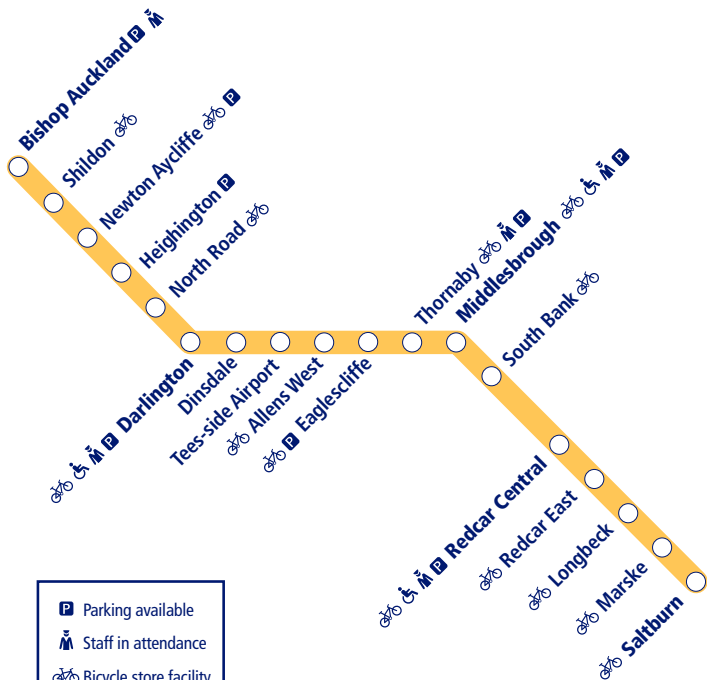 Bishop Auckland P
Shildon
Newton Aycliffe P
Heighington P
North Road
Darlington P
Dinsdale
Tees-side Airport
Allens West
Eaglescliffe P
Thornaby P
Middlesbrough P
South Bank
Redcar Central P
Redcar East
Longbeck
Marske
Saltburn
P Parking available
Staff in attendance
Bicycle store facility